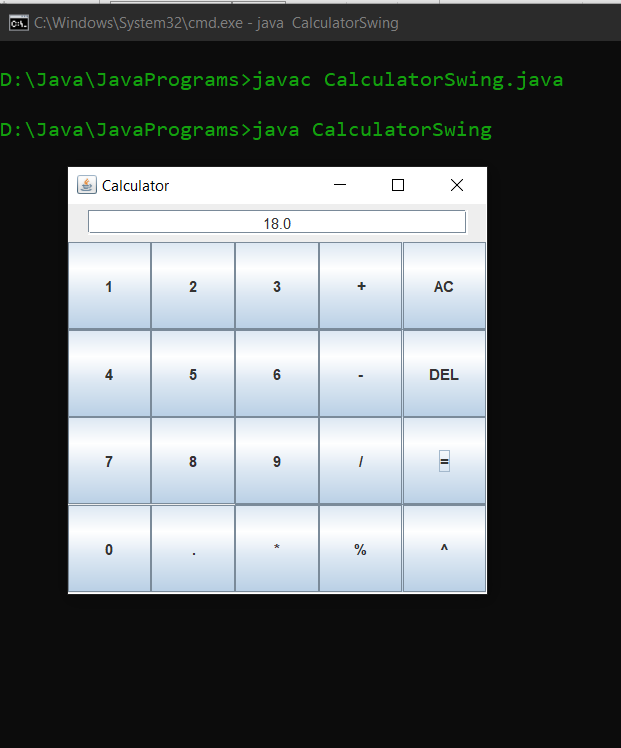 C:\Windows\System32\cmd.exe - java  CalculatorSwing
D:\Java\JavaPrograms>javac CalculatorSwing.java
D:\Java\JavaPrograms>java CalculatorSwing
Calculator
18.0
1 2 3 + AC
4 5 6 - DEL
7 8 9 / =
0 . * % ^